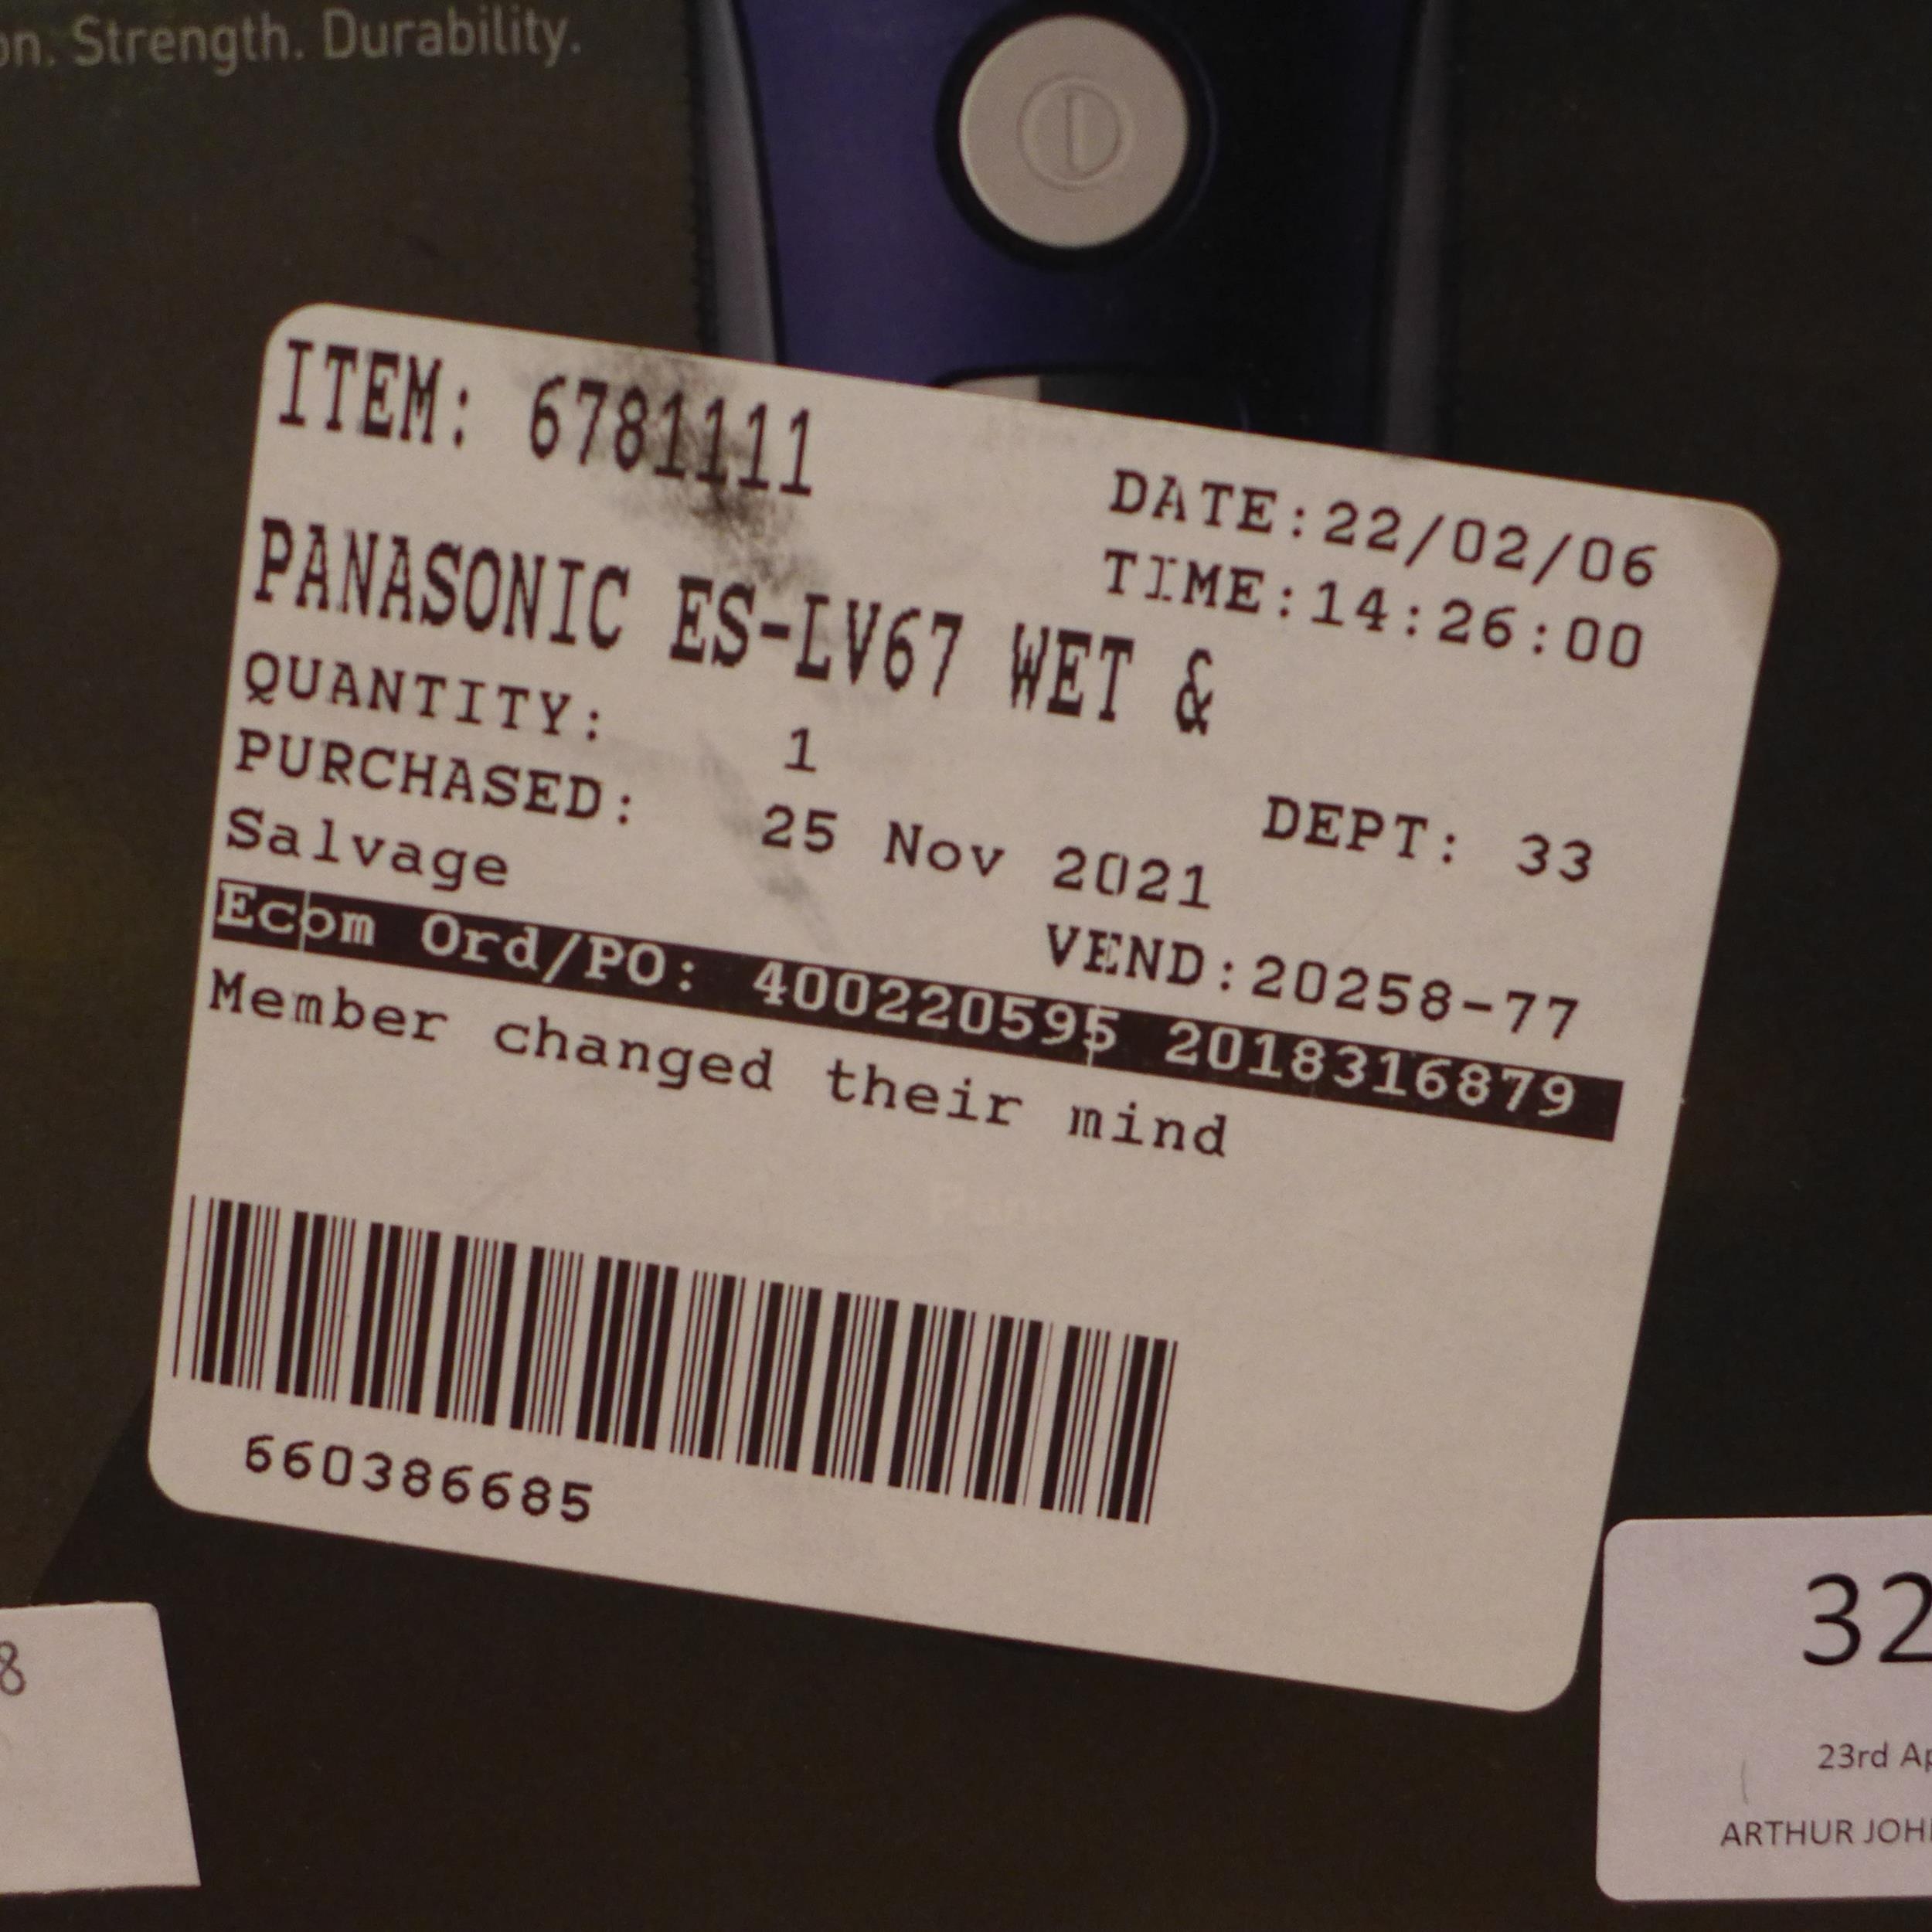 on. Strength. Durability.
ITEM: 6781111
DATE:22/02/06
TIME:14:26:00
PANASONIC ES-LV67 WET &
QUANTITY: 1
DEPT: 33
PURCHASED: 25 Nov 2021
Salvage
VEND:20258-77
Ecom Ord/PO: 400220595 2018316879
Member changed their mind
660386685
8
32
23rd Ap
ARTHUR JOH